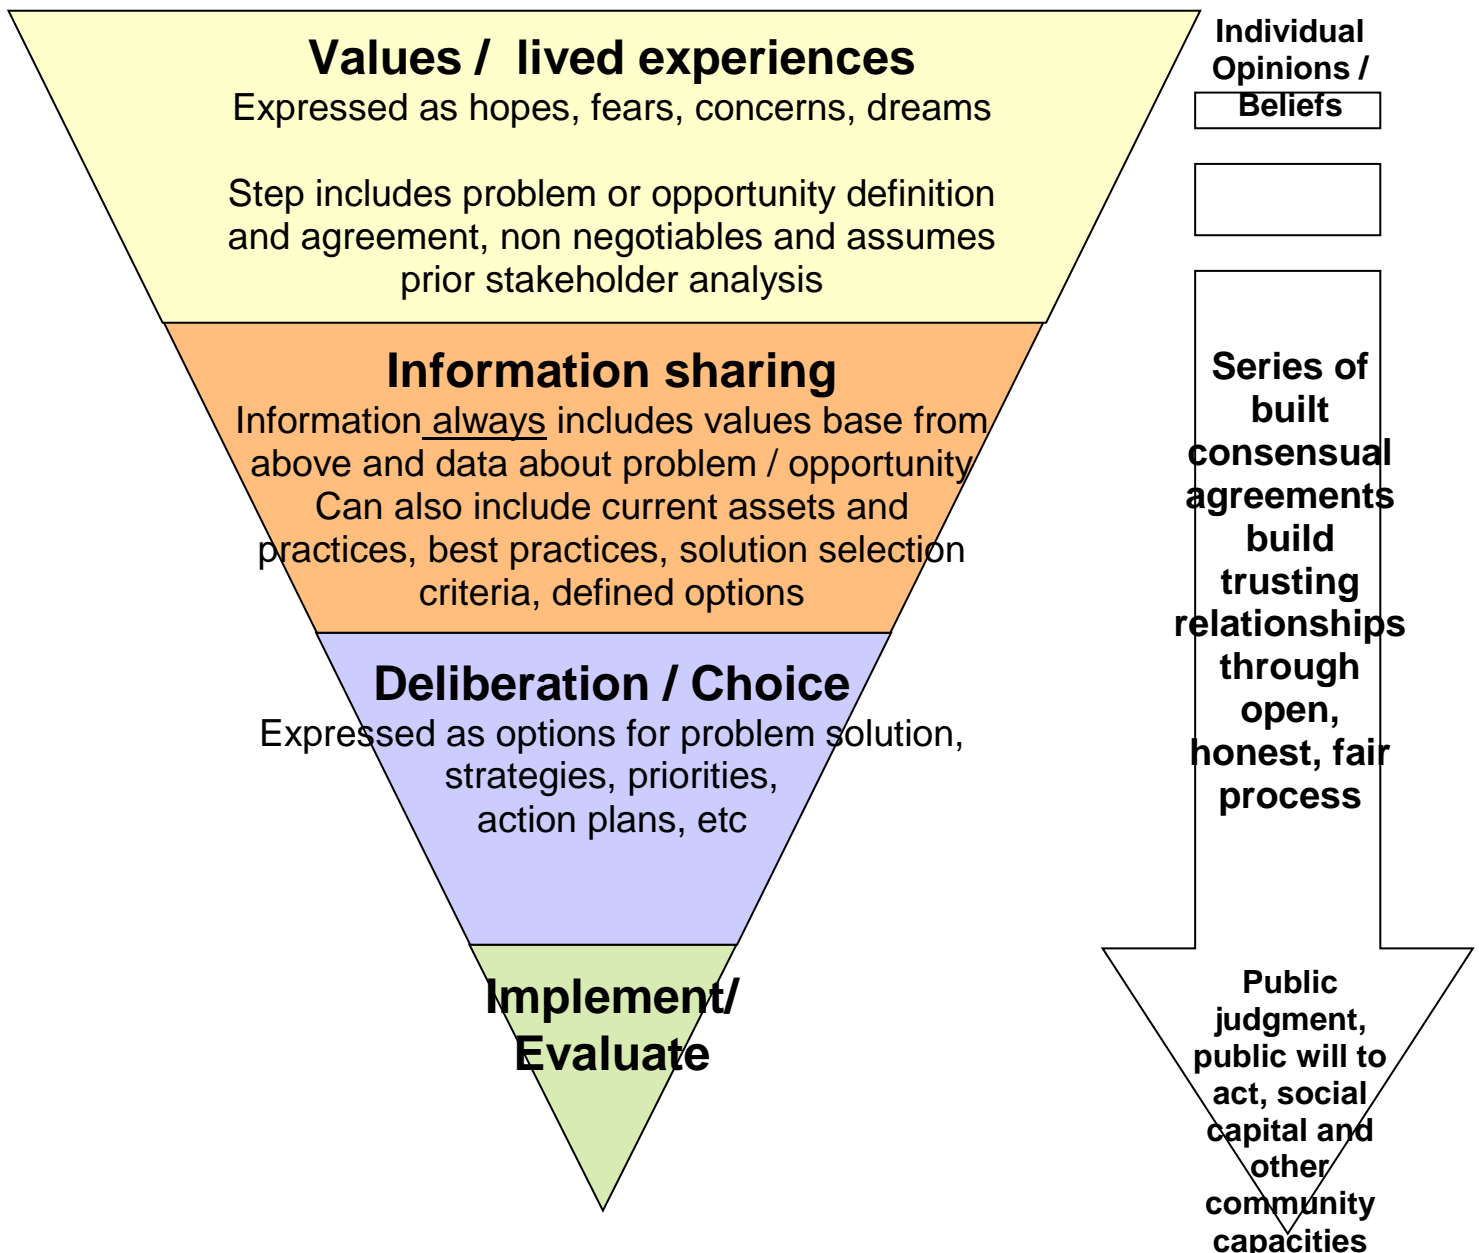 Values / lived experiences
Expressed as hopes, fears, concerns, dreams
Step includes problem or opportunity definition
and agreement, non negotiables and assumes
prior stakeholder analysis
Information sharing
Information always includes values base from
above and data about problem / opportunity
Can also include current assets and
practices, best practices, solution selection
criteria, defined options
Deliberation / Choice
Expressed as options for problem solution,
strategies, priorities,
action plans, etc
Implement/
Evaluate
Individual
Opinions /
Beliefs
Series of
built
consensual
agreements
build
trusting
relationships
through
open,
honest, fair
process
Public
judgment,
public will to
act, social
capital and
other
community
capacities